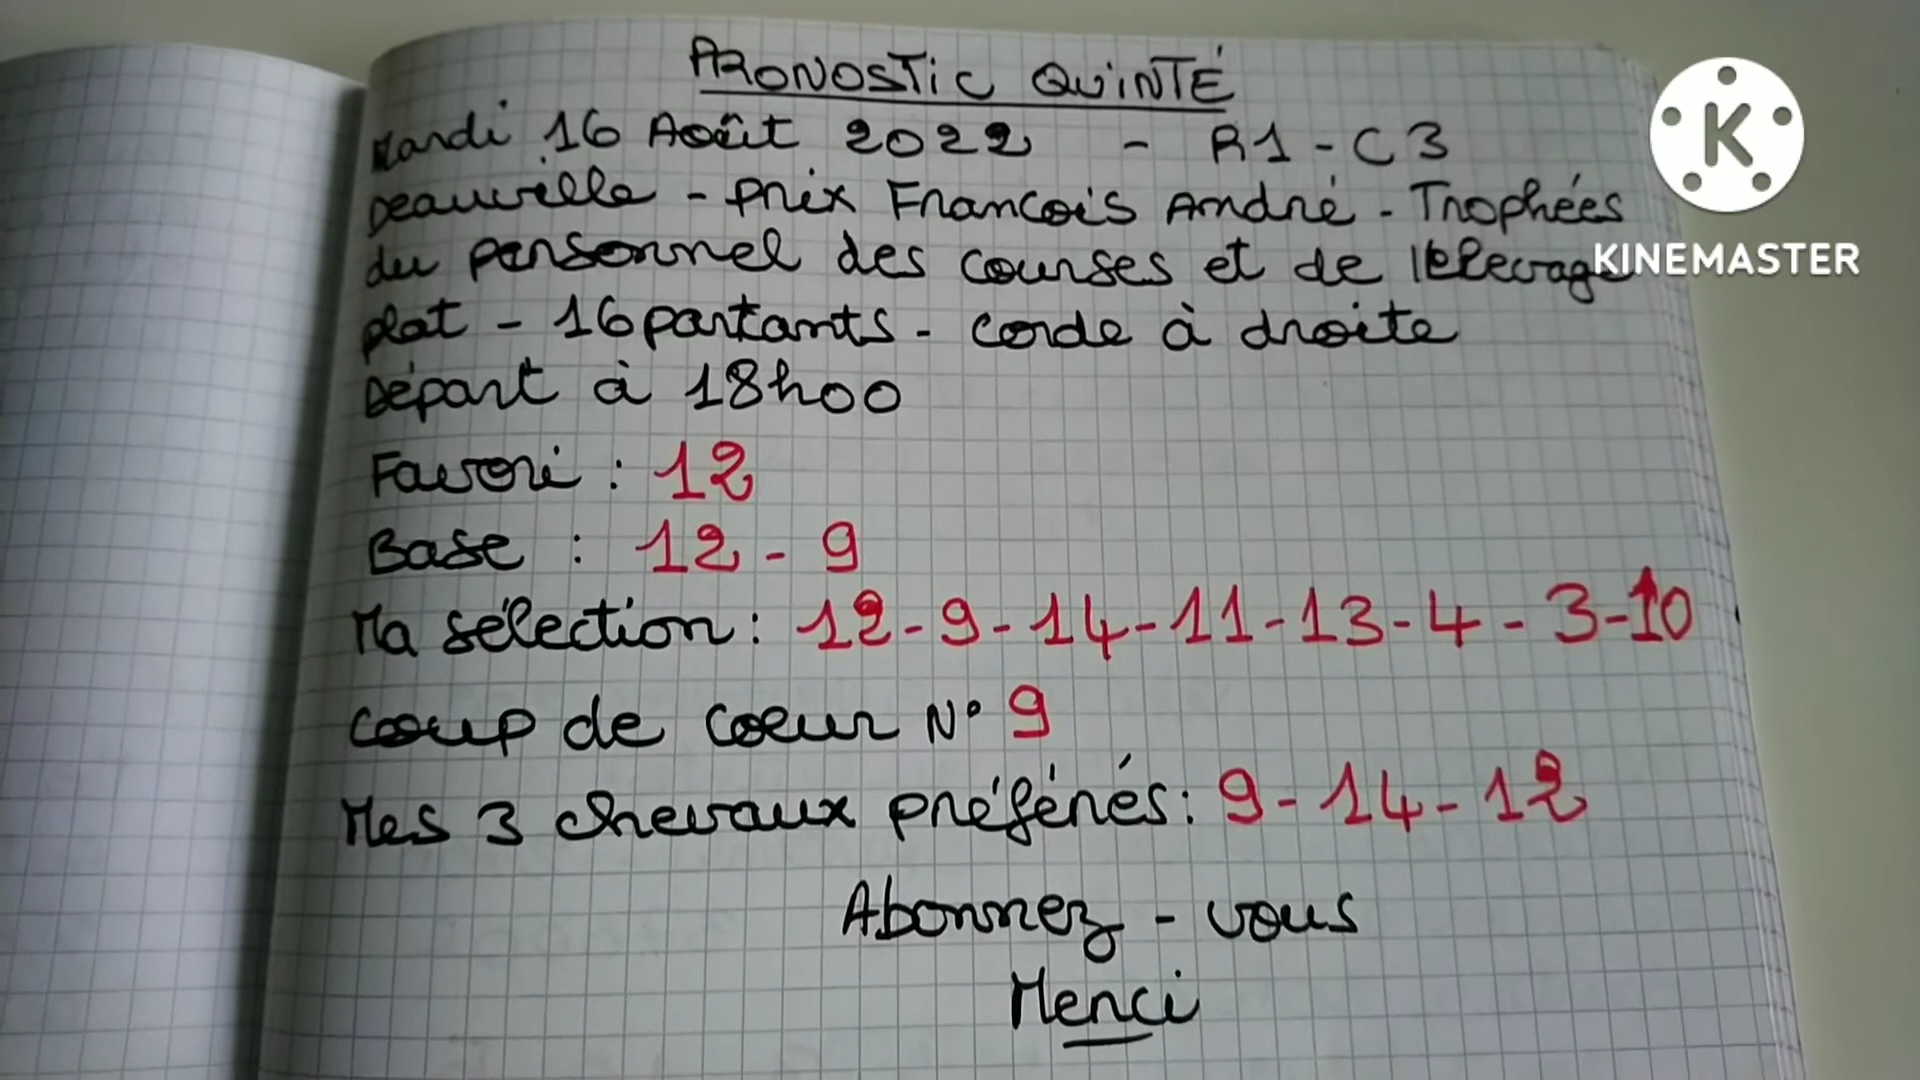 PRONOSTIC QUINTÉ
Mardi 16 Août 2022 - R1 - C3
Deauville - Prix Francois André - Trophées
du personnel des courses et de l'élevage
plat - 16 partants - corde à droite
Départ à 18h00
Favori : 12
Base : 12 - 9
Ma sélection : 12 - 9 - 14 - 11 - 13 - 4 - 3 - 10
Coup de coeur N° 9
Mes 3 chevaux préférés : 9 - 14 - 12
Abonnez - vous
Merci
K
KINEMASTER